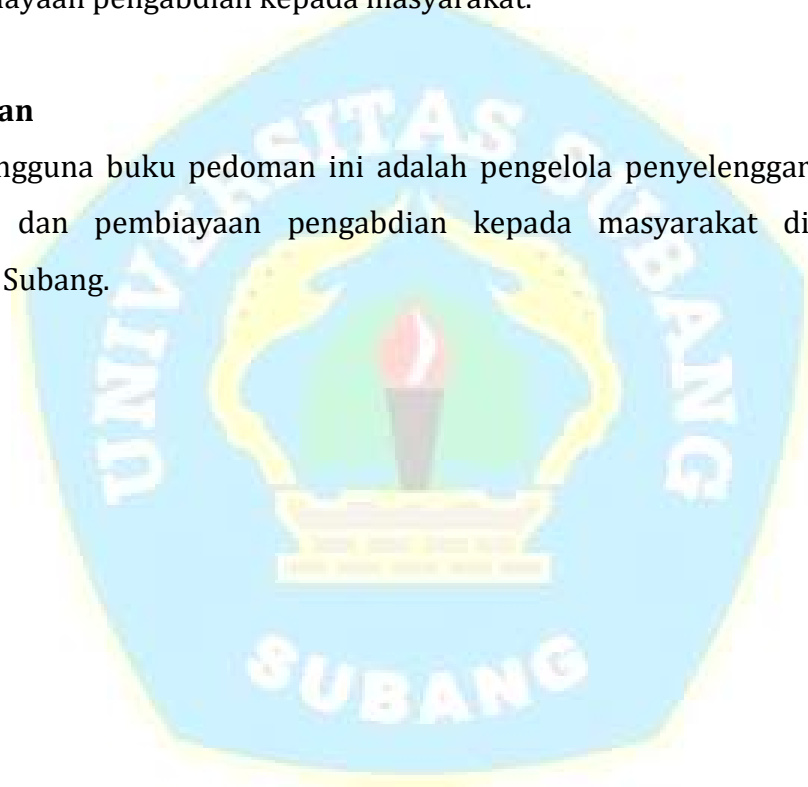 ayaan pengabdian kepada masyarakat.
an
ngguna buku pedoman ini adalah pengelola penyelenggar
dan pembiayaan pengabdian kepada masyarakat di
Subang.
UNIVERSITAS SUBANG
SUBANG